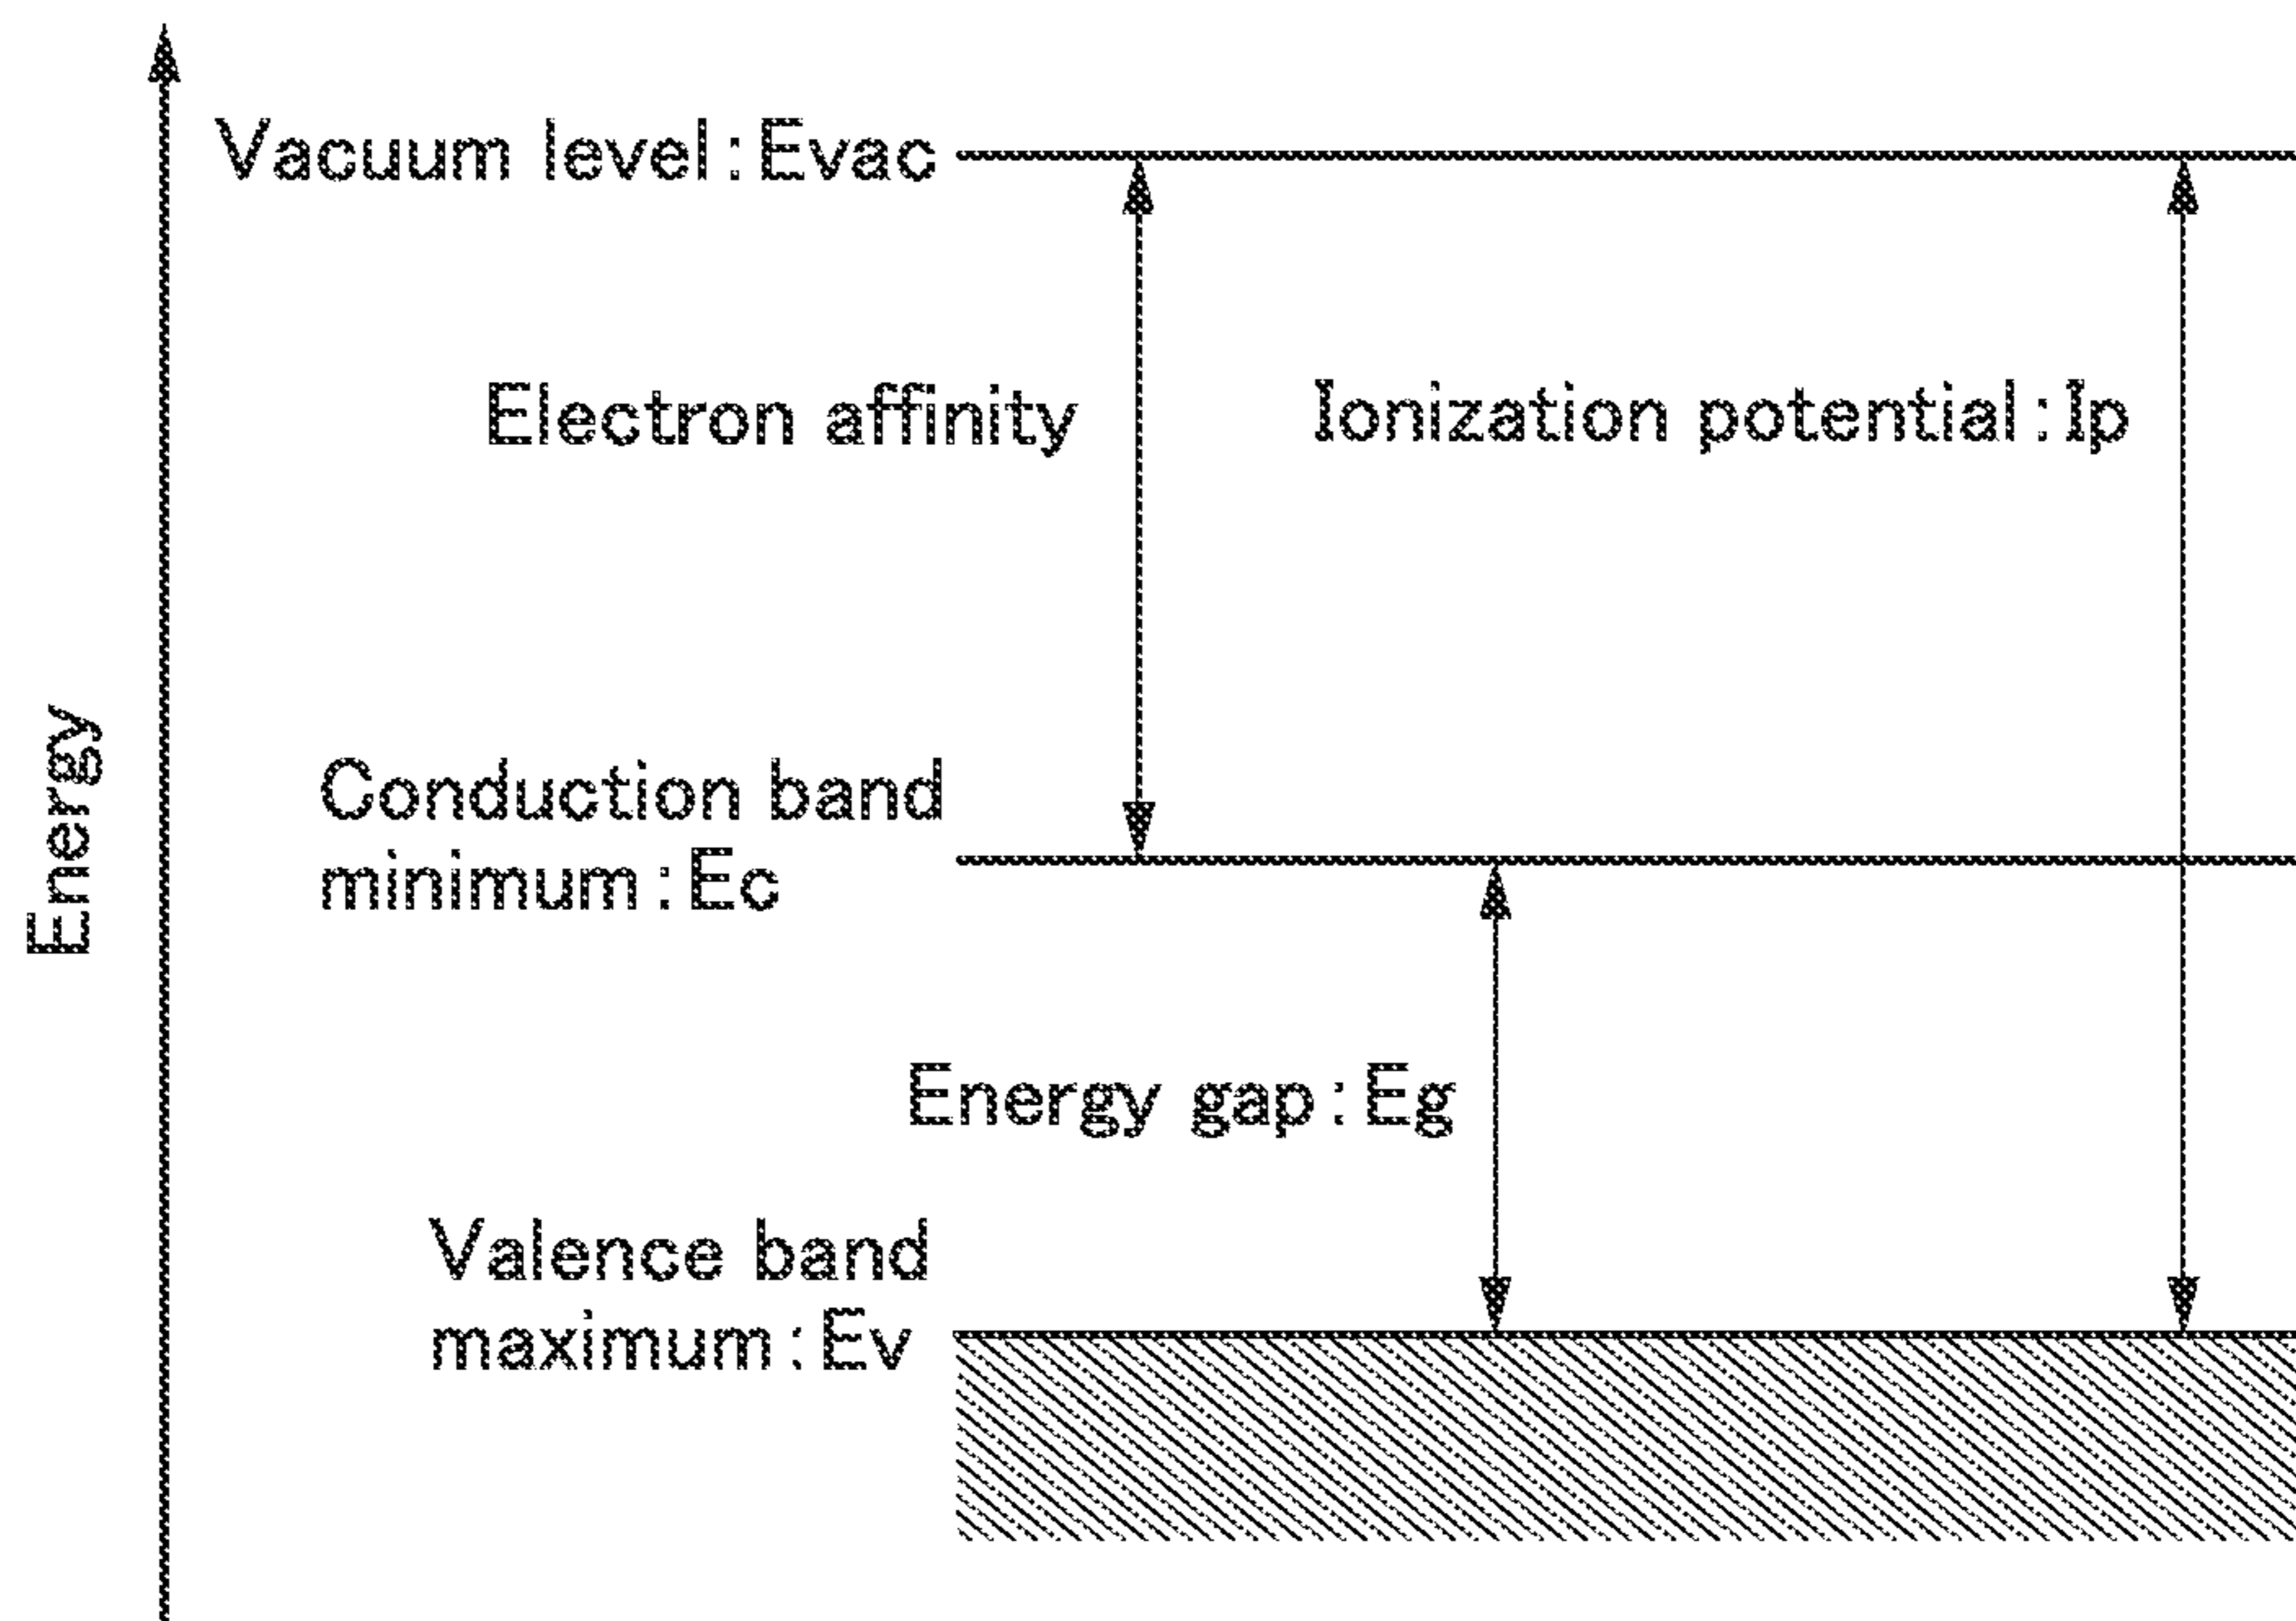 Vacuum level:Evac
Electron affinity
Ionization potential:Ip
Energy
Conduction band
minimum:Ec
Energy gap:Eg
Valence band
maximum:Ev